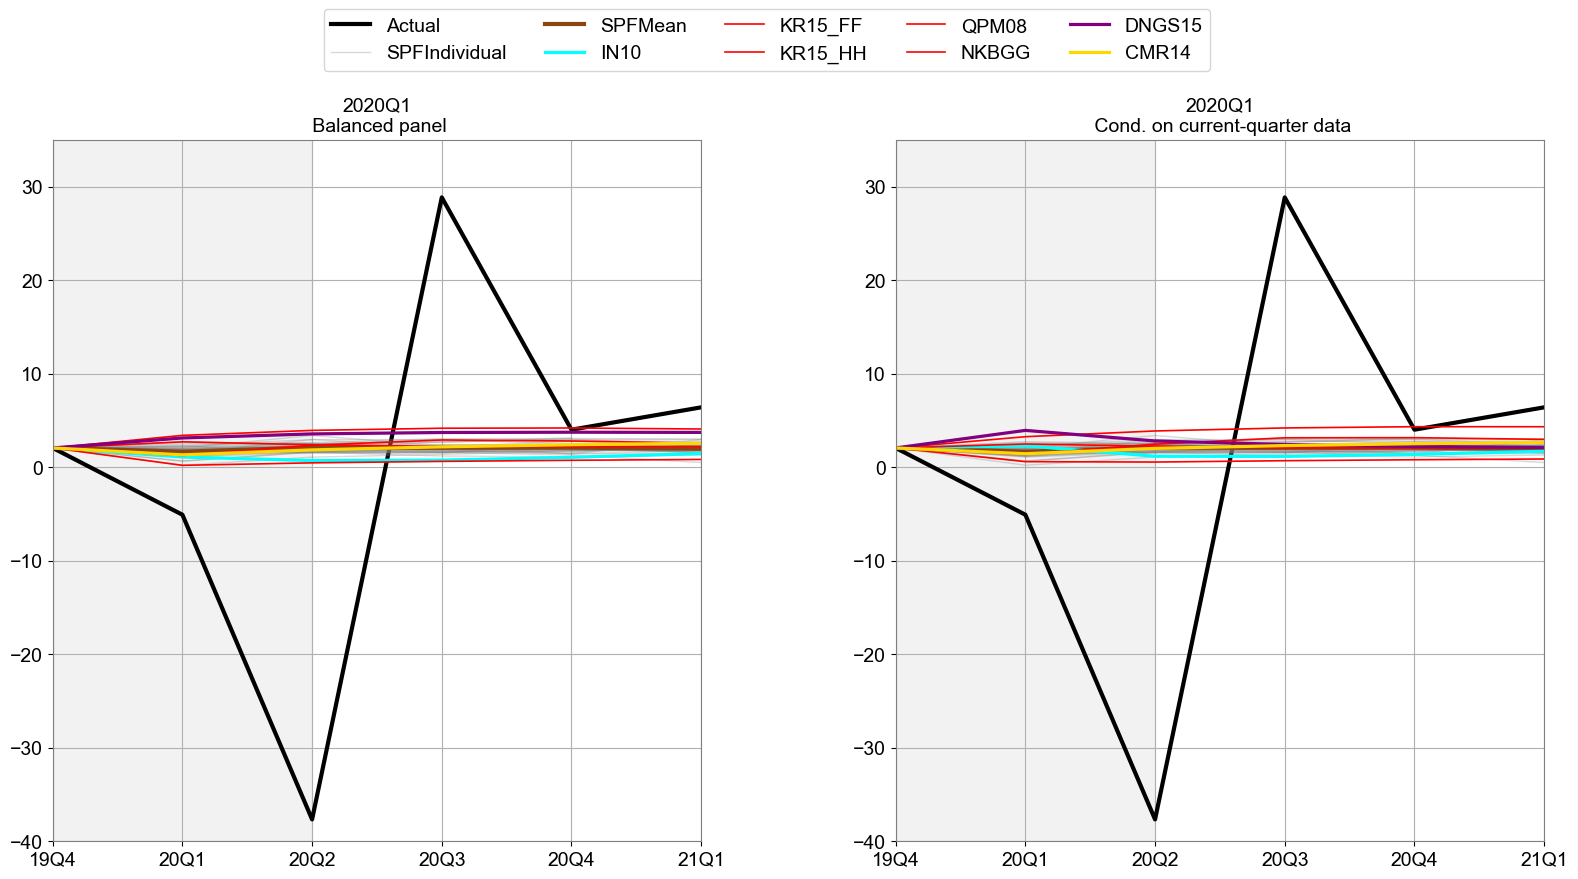 Actual
SPFIndividual
SPFMean
IN10
KR15_FF
KR15_HH
QPM08
NKBGG
DNGS15
CMR14
2020Q1
Balanced panel
30
20
10
0
−10
−20
−30
−40
19Q4 20Q1 20Q2 20Q3 20Q4 21Q1
2020Q1
Cond. on current-quarter data
30
20
10
0
−10
−20
−30
−40
19Q4 20Q1 20Q2 20Q3 20Q4 21Q1